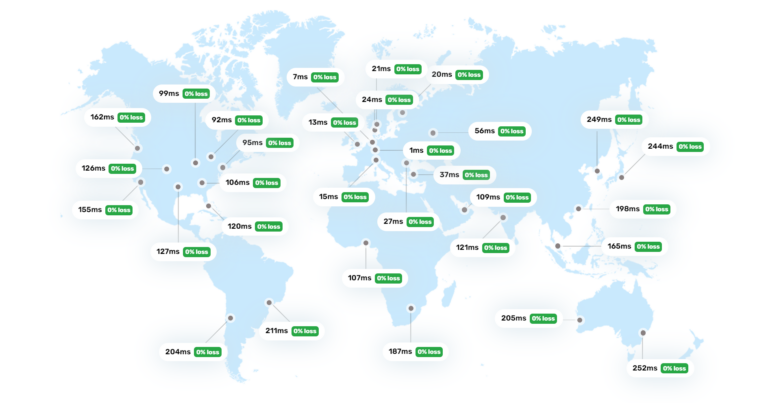 21ms 0% loss
20ms 0% loss
7ms 0% loss
99ms 0% loss
24ms 0% loss
162ms 0% loss
92ms 0% loss
13ms 0% loss
249ms 0% loss
56ms 0% loss
95ms 0% loss
244ms 0% loss
1ms 0% loss
126ms 0% loss
37ms 0% loss
106ms 0% loss
15ms 0% loss
109ms 0% loss
155ms 0% loss
198ms 0% loss
120ms 0% loss
27ms 0% loss
127ms 0% loss
121ms 0% loss
165ms 0% loss
107ms 0% loss
205ms 0% loss
211ms 0% loss
204ms 0% loss
187ms 0% loss
252ms 0% loss